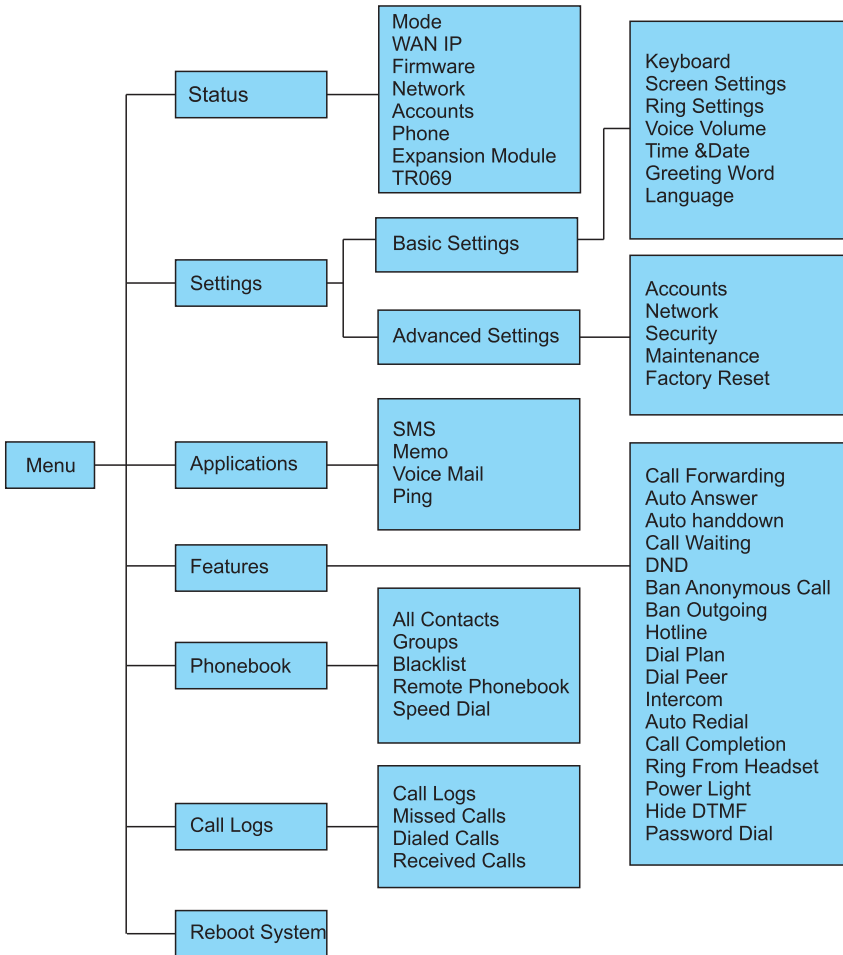 Menu
Status
Mode
WAN IP
Firmware
Network
Accounts
Phone
Expansion Module
TR069
Settings
Basic Settings
Keyboard
Screen Settings
Ring Settings
Voice Volume
Time &Date
Greeting Word
Language
Advanced Settings
Accounts
Network
Security
Maintenance
Factory Reset
Applications
SMS
Memo
Voice Mail
Ping
Features
Call Forwarding
Auto Answer
Auto handdown
Call Waiting
DND
Ban Anonymous Call
Ban Outgoing
Hotline
Dial Plan
Dial Peer
Intercom
Auto Redial
Call Completion
Ring From Headset
Power Light
Hide DTMF
Password Dial
Phonebook
All Contacts
Groups
Blacklist
Remote Phonebook
Speed Dial
Call Logs
Call Logs
Missed Calls
Dialed Calls
Received Calls
Reboot System